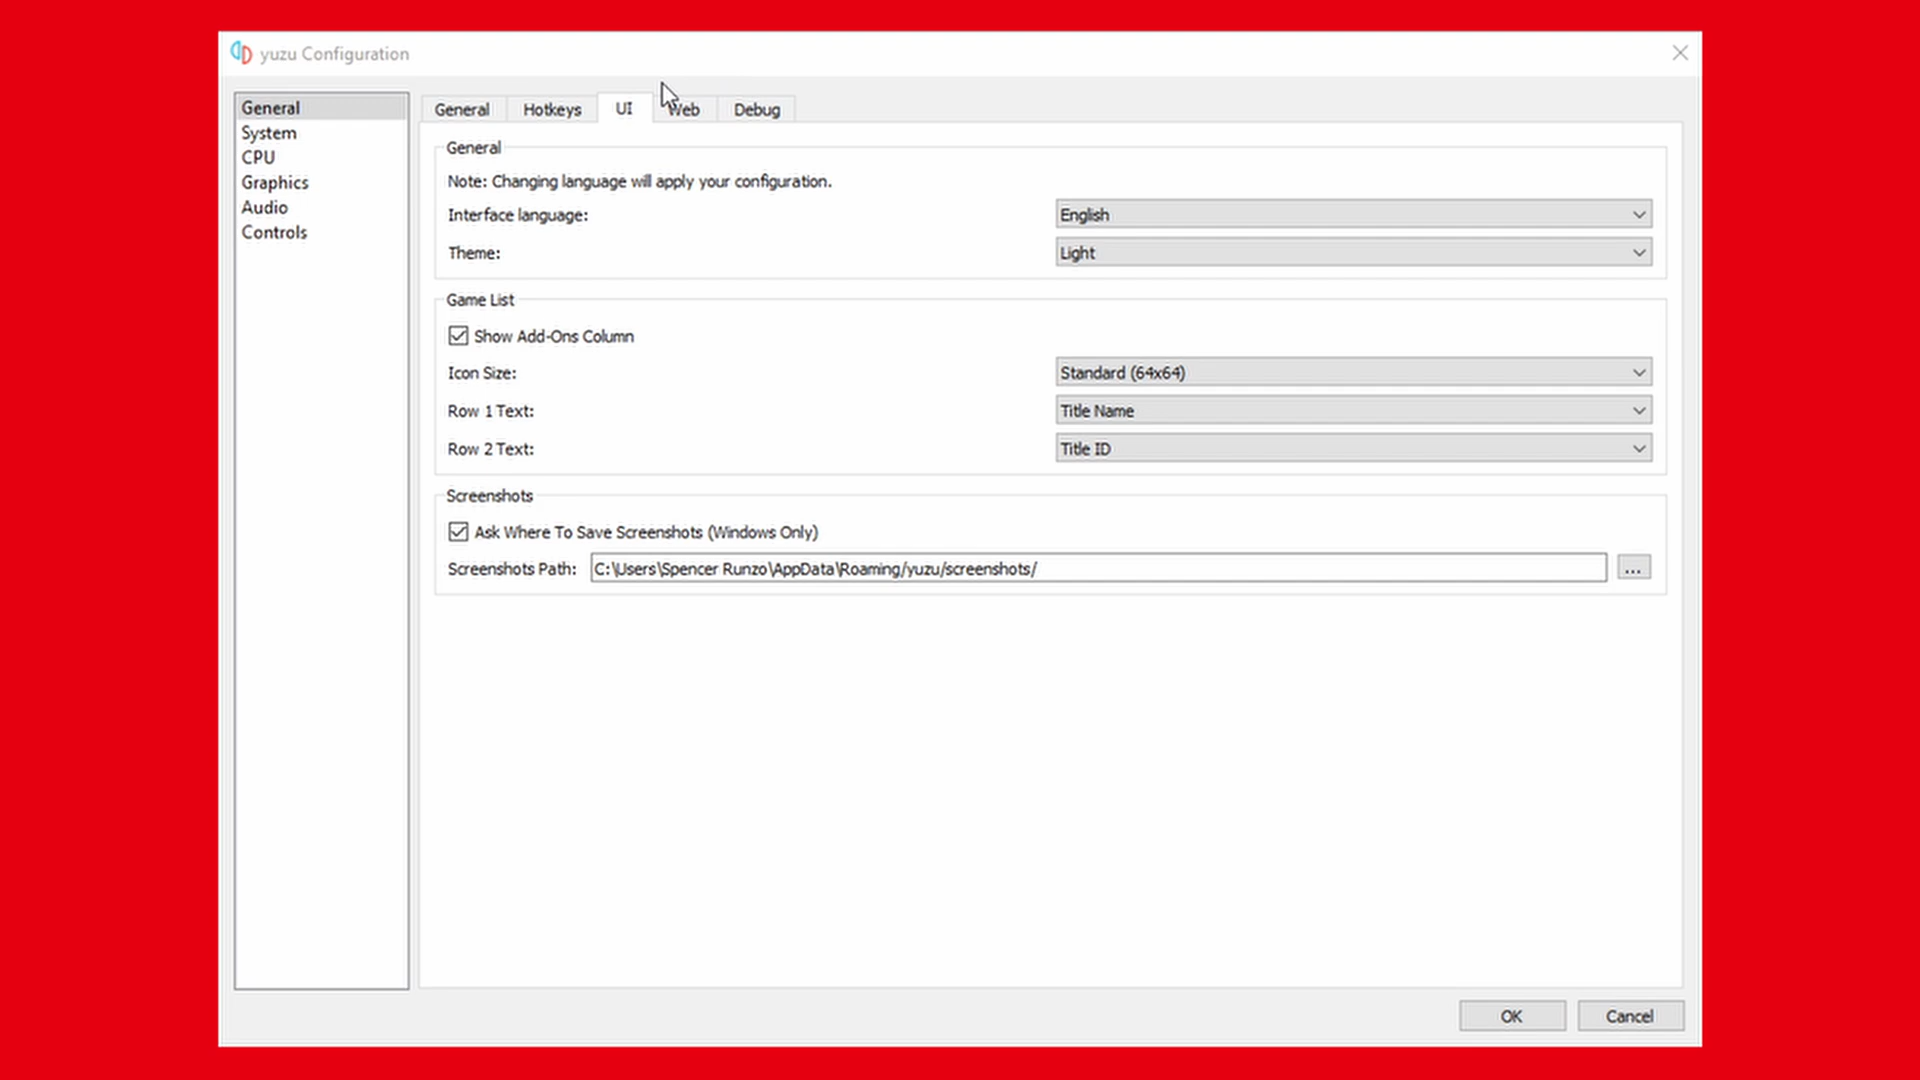 yuzu Configuration
General
System
CPU
Graphics
Audio
Controls
General Hotkeys UI Web Debug
General
Note: Changing language will apply your configuration.
Interface language: English
Theme: Light
Game List
Show Add-Ons Column
Icon Size: Standard (64x64)
Row 1 Text: Title Name
Row 2 Text: Title ID
Screenshots
Ask Where To Save Screenshots (Windows Only)
Screenshots Path: C:\Users\Spencer Runzo\AppData\Roaming/yuzu/screenshots/ ...
OK Cancel